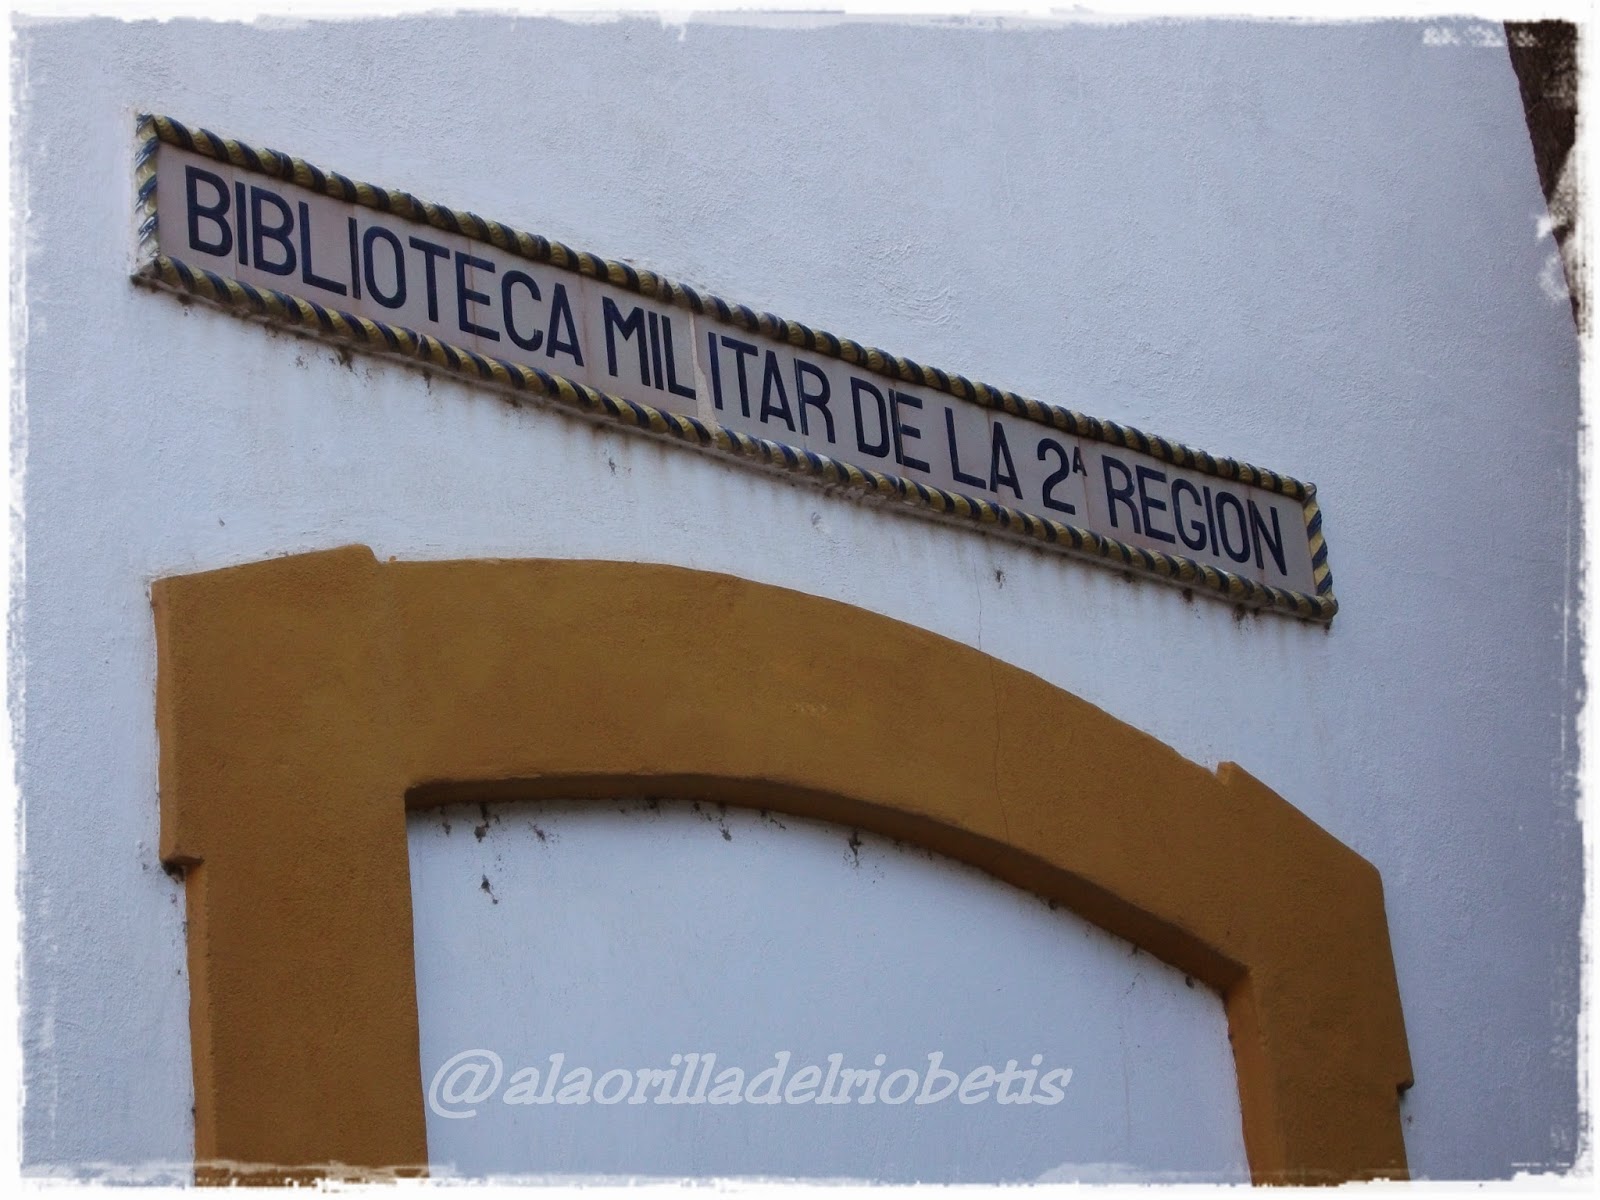 BIBLIOTECA MILITAR DE LA 2ª REGION
@alaorilladelriobetis